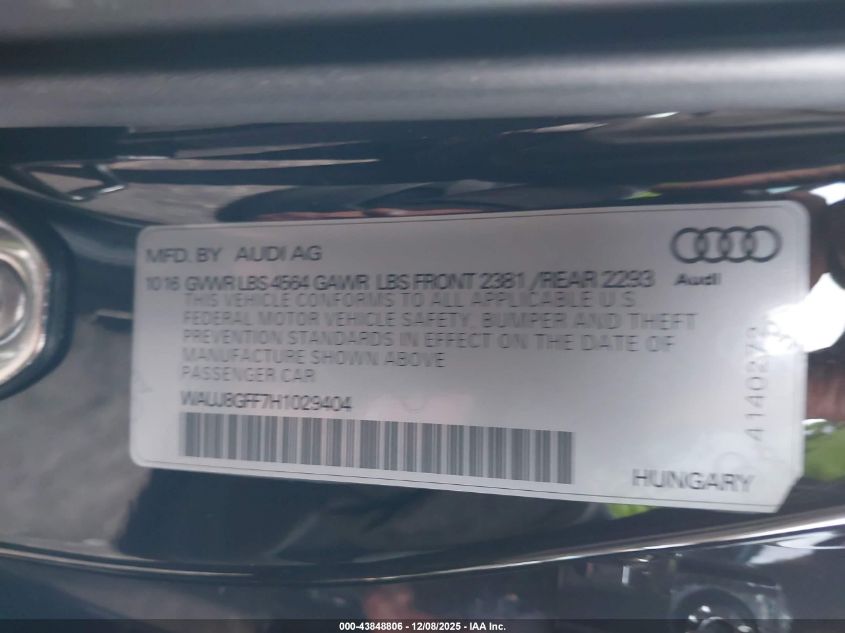 MFD. BY AUDI AG
Audi
10 16 GVWR LBS 4564 GAWR LBS FRONT 2381 /REAR 2293
THIS VEHICLE CONFORMS TO ALL APPLICABLE U S
FEDERAL MOTOR VEHICLE SAFETY, BUMPER AND THEFT
PREVENTION STANDARDS IN EFFECT ON THE DATE OF
MANUFACTURE SHOWN ABOVE
PASSENGER CAR
WAUJ8GFF7H1029404
HUNGARY
000-43848806 - 12/08/2025 - IAA Inc.